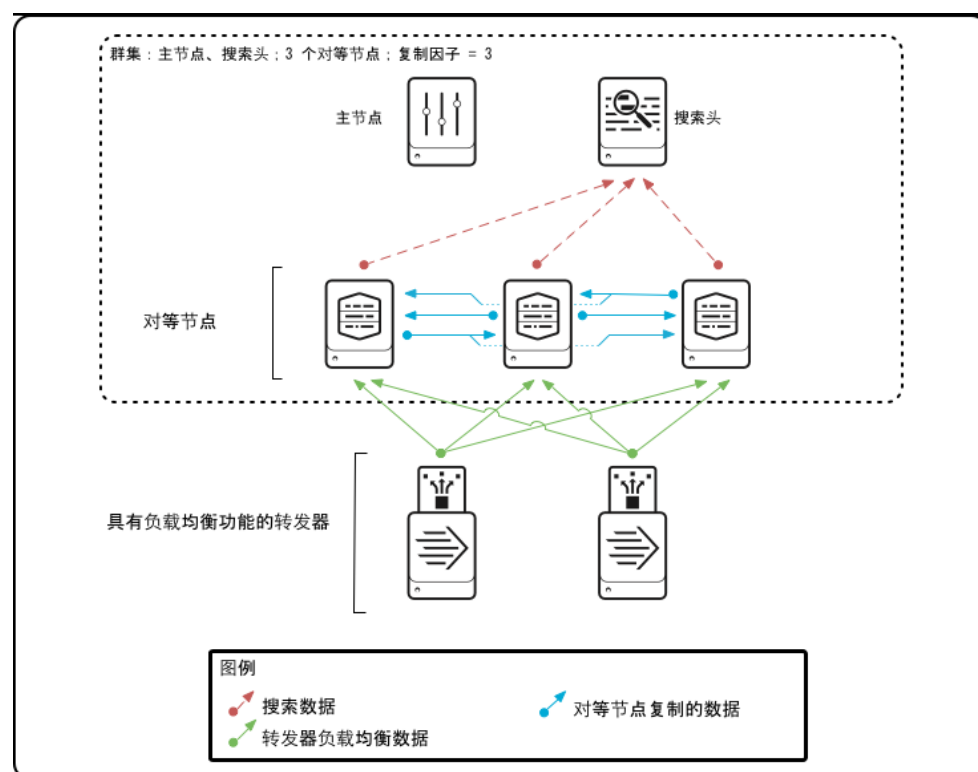 群集：主节点、搜索头；3 个对等节点；复制因子 = 3
主节点
搜索头
对等节点
具有负载均衡功能的转发器
图例
搜索数据
对等节点复制的数据
转发器负载均衡数据